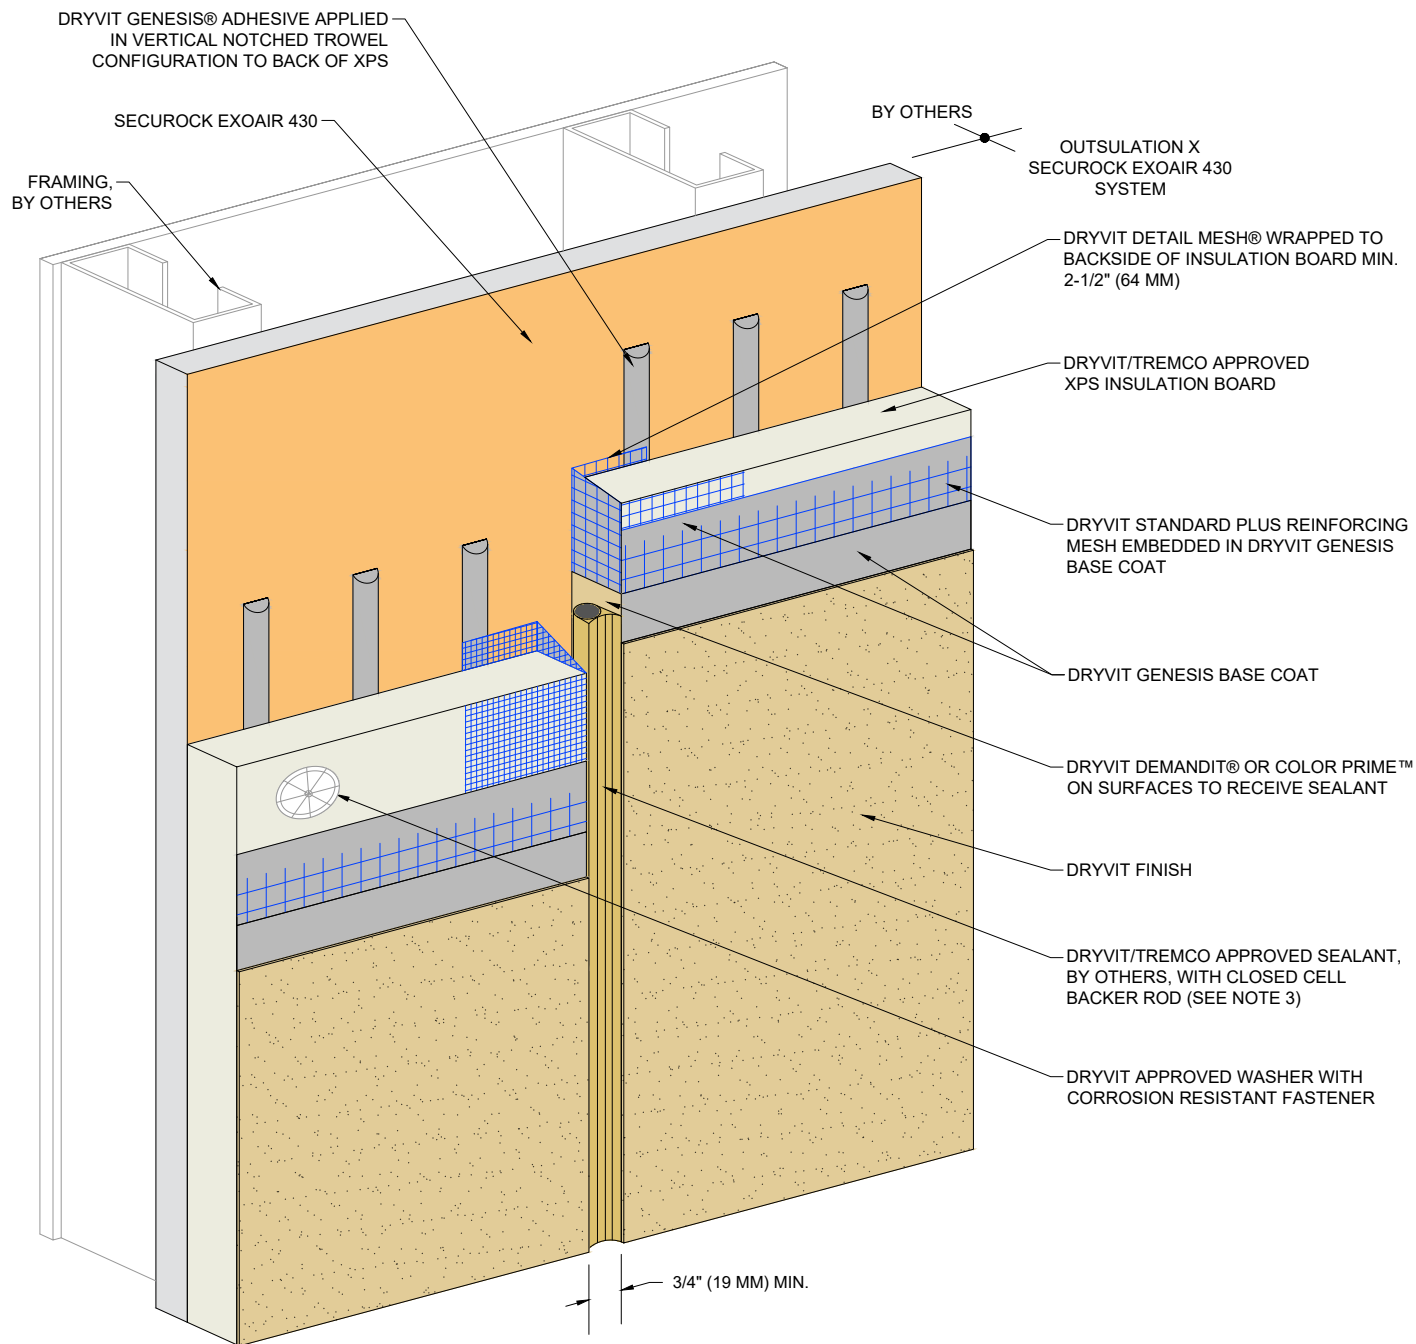 DRYVIT GENESIS® ADHESIVE APPLIED
IN VERTICAL NOTCHED TROWEL
CONFIGURATION TO BACK OF XPS
SECUROCK EXOAIR 430
FRAMING,
BY OTHERS
BY OTHERS
OUTSULATION X
SECUROCK EXOAIR 430
SYSTEM
DRYVIT DETAIL MESH® WRAPPED TO
BACKSIDE OF INSULATION BOARD MIN.
2-1/2" (64 MM)
DRYVIT/TREMCO APPROVED
XPS INSULATION BOARD
DRYVIT STANDARD PLUS REINFORCING
MESH EMBEDDED IN DRYVIT GENESIS
BASE COAT
DRYVIT GENESIS BASE COAT
DRYVIT DEMANDIT® OR COLOR PRIME™
ON SURFACES TO RECEIVE SEALANT
DRYVIT FINISH
DRYVIT/TREMCO APPROVED SEALANT,
BY OTHERS, WITH CLOSED CELL
BACKER ROD (SEE NOTE 3)
DRYVIT APPROVED WASHER WITH
CORROSION RESISTANT FASTENER
3/4" (19 MM) MIN.